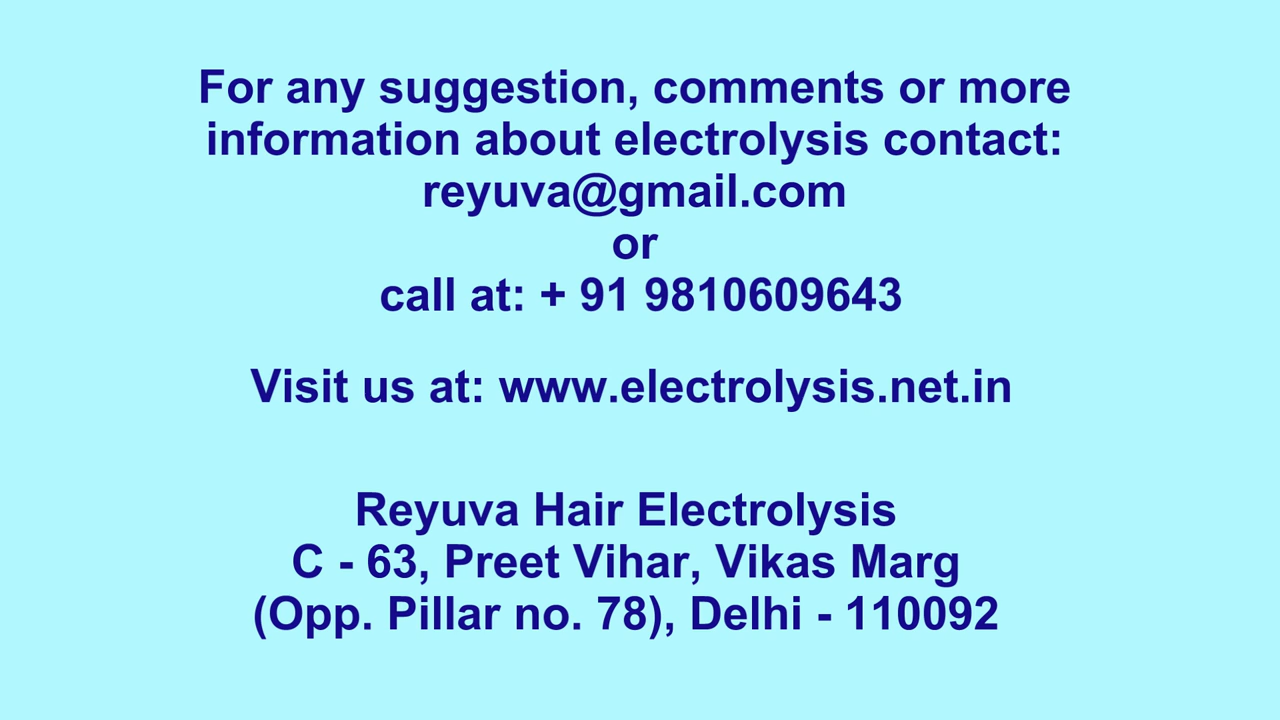 For any suggestion, comments or more
information about electrolysis contact:
reyuva@gmail.com
or
call at: + 91 9810609643
Visit us at: www.electrolysis.net.in
Reyuva Hair Electrolysis
C - 63, Preet Vihar, Vikas Marg
(Opp. Pillar no. 78), Delhi - 110092